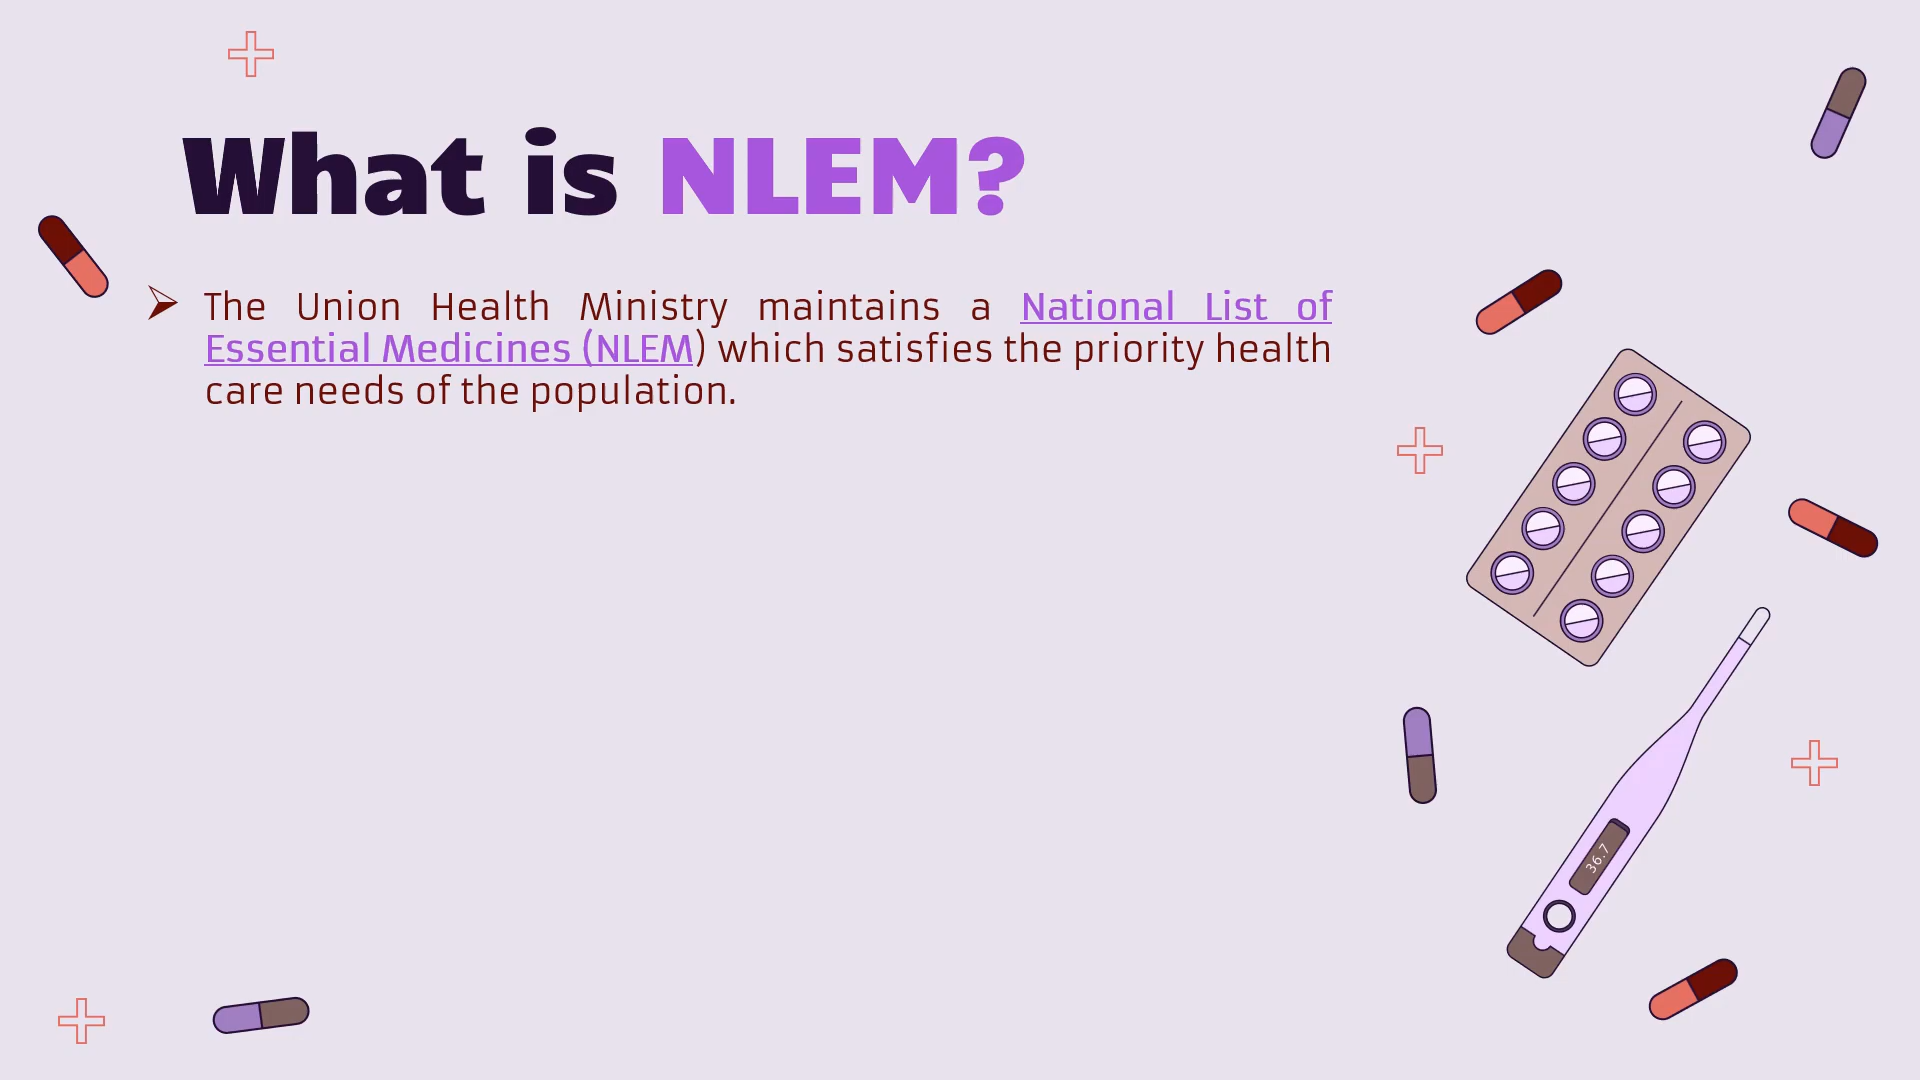 What is NLEM?
The Union Health Ministry maintains a National List of
Essential Medicines (NLEM) which satisfies the priority health
care needs of the population.
36.7